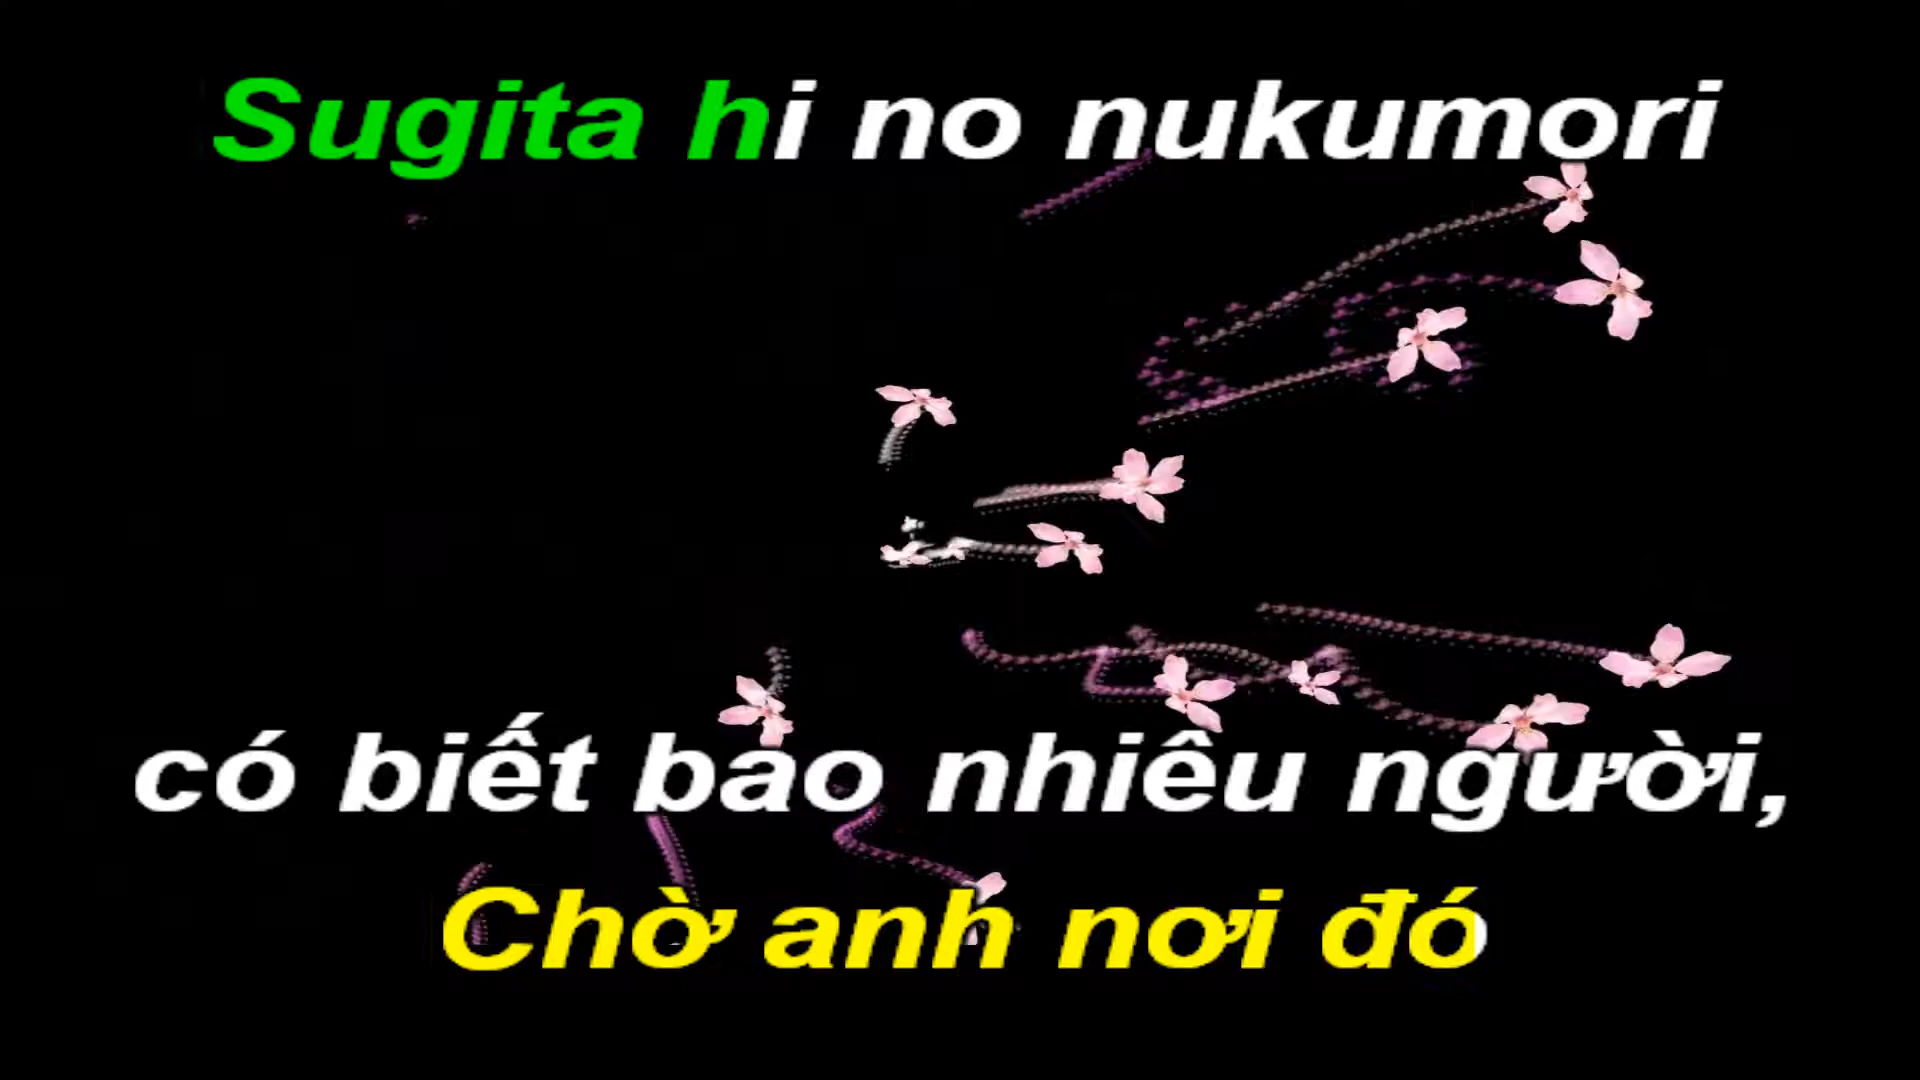 Sugita hi no nukumori
có biết bao nhiêu người,
Chờ anh nơi đó